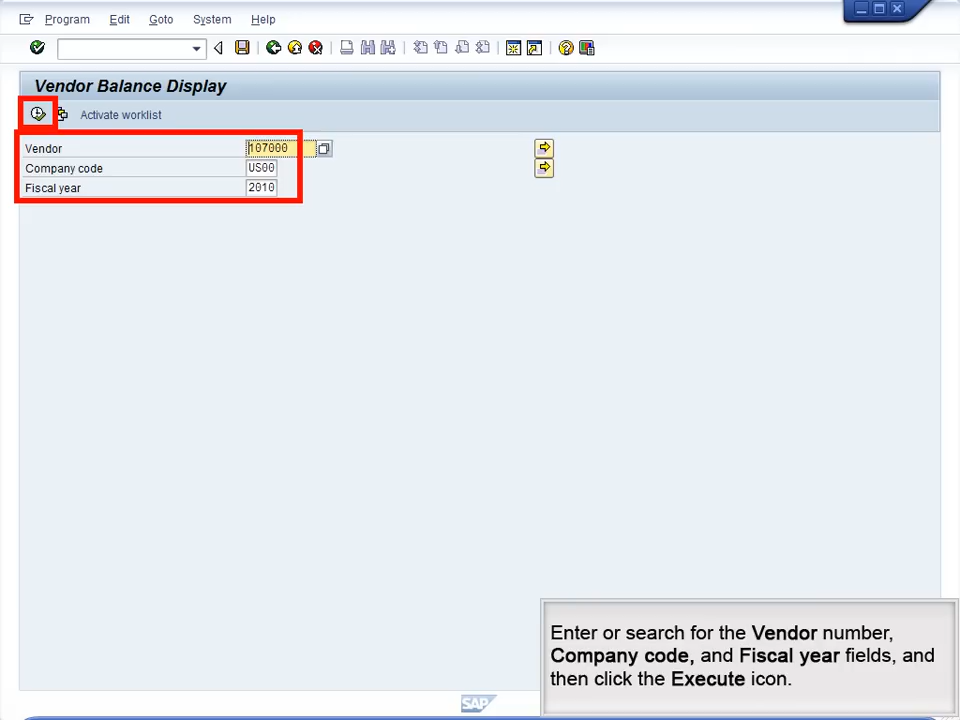 Program Edit Goto System Help
Vendor Balance Display
Activate worklist
Vendor 107000
Company code US00
Fiscal year 2010
Enter or search for the Vendor number,
Company code, and Fiscal year fields, and
then click the Execute icon.
SAP